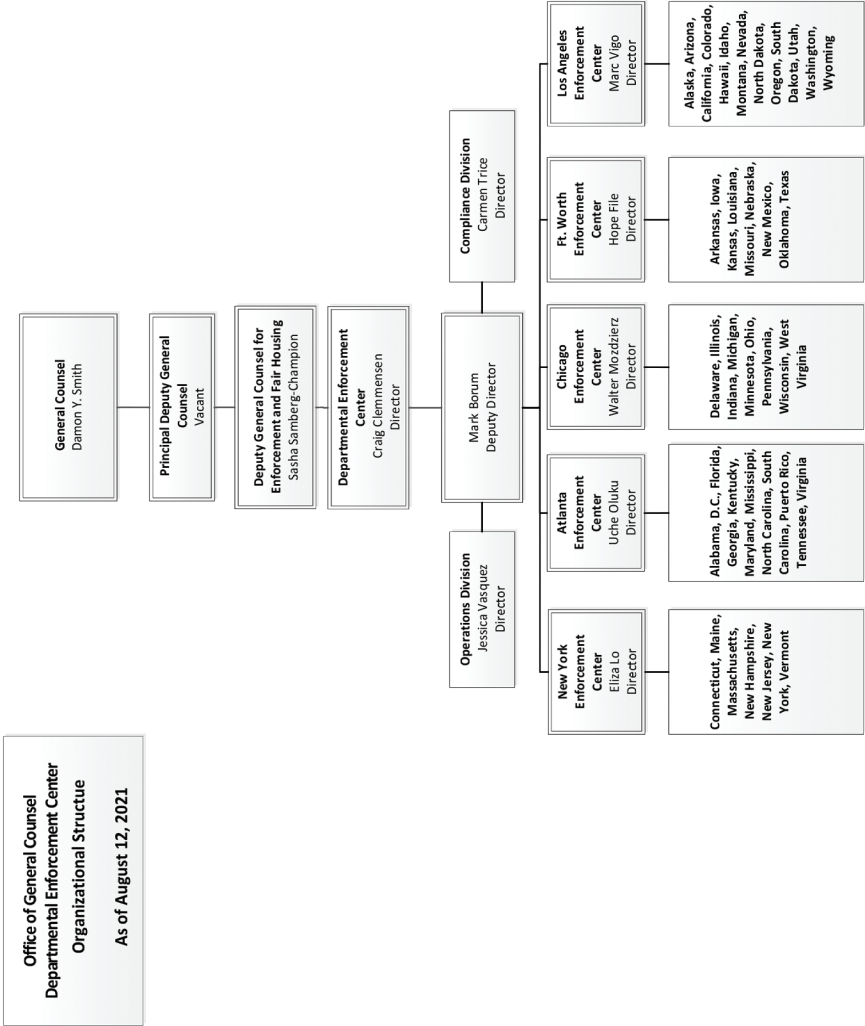 Office of General Counsel
Departmental Enforcement Center
Organizational Structue
As of August 12, 2021
General Counsel
Damon Y. Smith
Principal Deputy General
Counsel
Vacant
Deputy General Counsel for
Enforcement and Fair Housing
Sasha Samberg-Champion
Departmental Enforcement
Center
Craig Clemmensen
Director
Operations Division
Jessica Vasquez
Director
Mark Borum
Deputy Director
Compliance Division
Carmen Trice
Director
New York
Enforcement
Center
Eliza Lo
Director
Atlanta
Enforcement
Center
Uche Oluku
Director
Chicago
Enforcement
Center
Walter Mozdzierz
Director
Ft. Worth
Enforcement
Center
Hope File
Director
Los Angeles
Enforcement
Center
Marc Vigo
Director
Connecticut, Maine,
Massachusetts,
New Hampshire,
New Jersey, New
York, Vermont
Alabama, D.C., Florida,
Georgia, Kentucky,
Maryland, Mississippi,
North Carolina, South
Carolina, Puerto Rico,
Tennessee, Virginia
Delaware, Illinois,
Indiana, Michigan,
Minnesota, Ohio,
Pennsylvania,
Wisconsin, West
Virginia
Arkansas, Iowa,
Kansas, Louisiana,
Missouri, Nebraska,
New Mexico,
Oklahoma, Texas
Alaska, Arizona,
California, Colorado,
Hawaii, Idaho,
Montana, Nevada,
North Dakota,
Oregon, South
Dakota, Utah,
Washington,
Wyoming